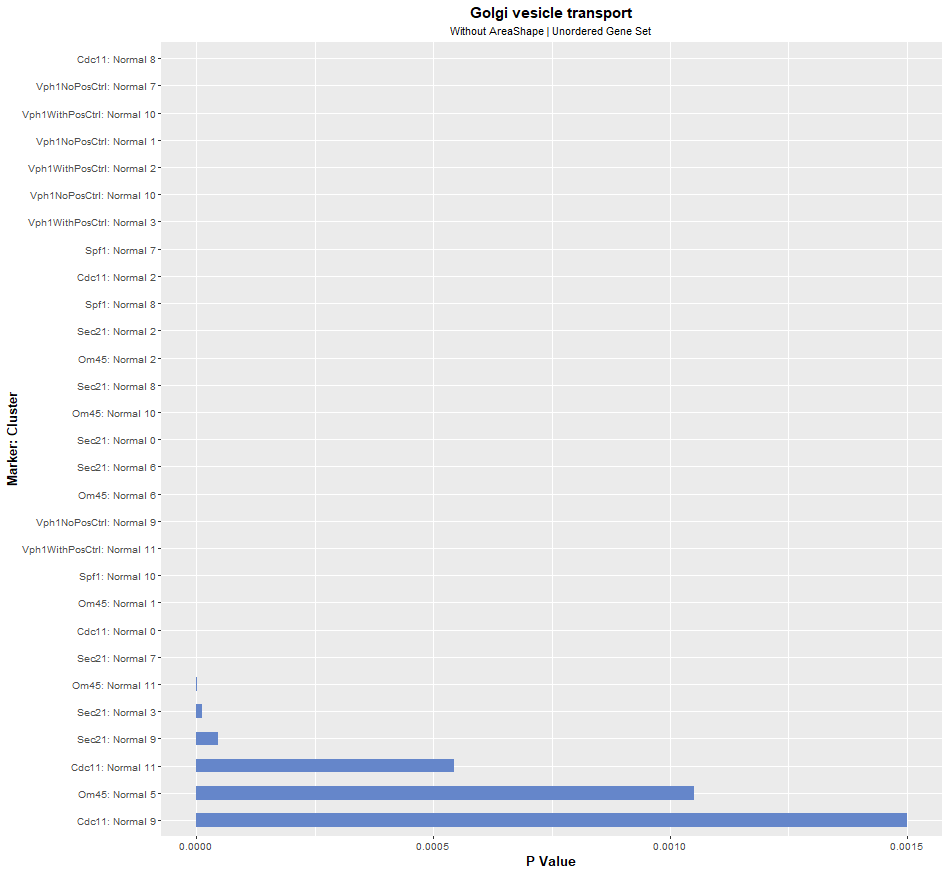 Golgi vesicle transport
Without AreaShape | Unordered Gene Set
Marker: Cluster
Cdc11: Normal 8
Vph1NoPosCtrl: Normal 7
Vph1WithPosCtrl: Normal 10
Vph1NoPosCtrl: Normal 1
Vph1WithPosCtrl: Normal 2
Vph1NoPosCtrl: Normal 10
Vph1WithPosCtrl: Normal 3
Spf1: Normal 7
Cdc11: Normal 2
Spf1: Normal 8
Sec21: Normal 2
Om45: Normal 2
Sec21: Normal 8
Om45: Normal 10
Sec21: Normal 0
Sec21: Normal 6
Om45: Normal 6
Vph1NoPosCtrl: Normal 9
Vph1WithPosCtrl: Normal 11
Spf1: Normal 10
Om45: Normal 1
Cdc11: Normal 0
Sec21: Normal 7
Om45: Normal 11
Sec21: Normal 3
Sec21: Normal 9
Cdc11: Normal 11
Om45: Normal 5
Cdc11: Normal 9
0.0000 0.0005 0.0010 0.0015
P Value